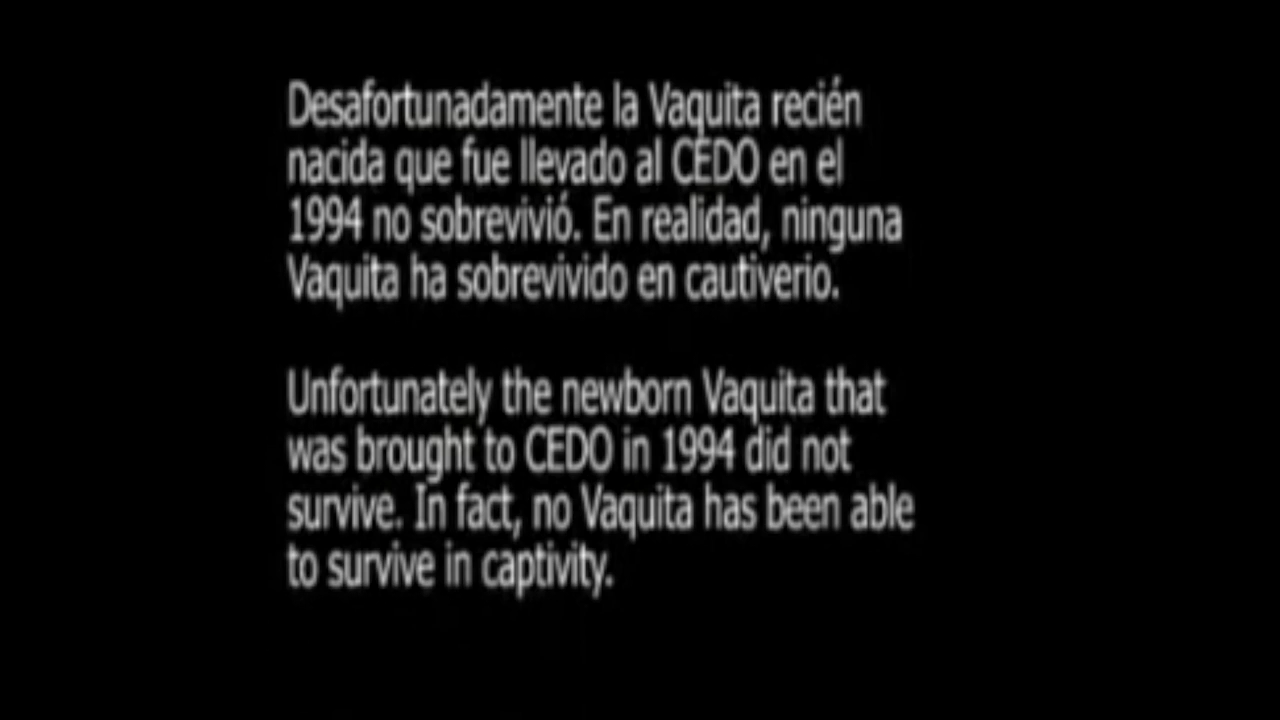 Desafortunadamente la Vaquita recién
nacida que fue llevado al CEDO en el
1994 no sobrevivió. En realidad, ninguna
Vaquita ha sobrevivido en cautiverio.
Unfortunately the newborn Vaquita that
was brought to CEDO in 1994 did not
survive. In fact, no Vaquita has been able
to survive in captivity.